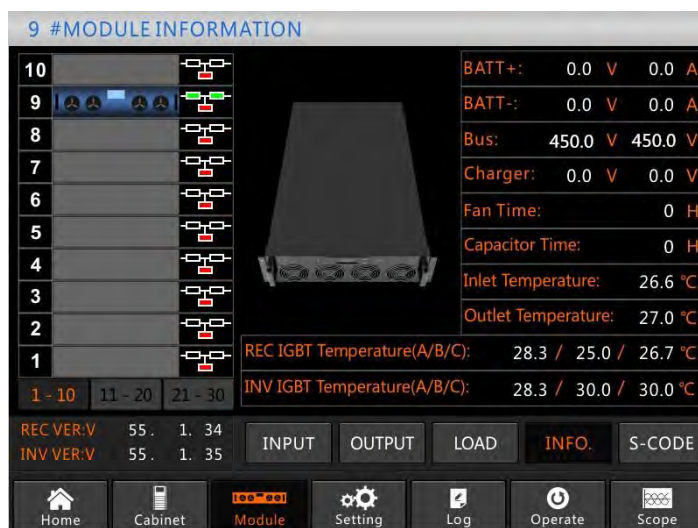 9 #MODULE INFORMATION
10
9
8
7
6
5
4
3
2
1
1 - 10 11 - 20 21 - 30
BATT+: 0.0 V 0.0 A
BATT-: 0.0 V 0.0 A
Bus: 450.0 V 450.0 V
Charger: 0.0 V 0.0 V
Fan Time: 0 H
Capacitor Time: 0 H
Inlet Temperature: 26.6 ℃
Outlet Temperature: 27.0 ℃
REC IGBT Temperature(A/B/C): 28.3 / 25.0 / 26.7 ℃
INV IGBT Temperature(A/B/C): 28.3 / 30.0 / 30.0 ℃
REC VER:V 55. 1. 34
INV VER:V 55. 1. 35
INPUT OUTPUT LOAD INFO. S-CODE
Home Cabinet Module Setting Log Operate Scope